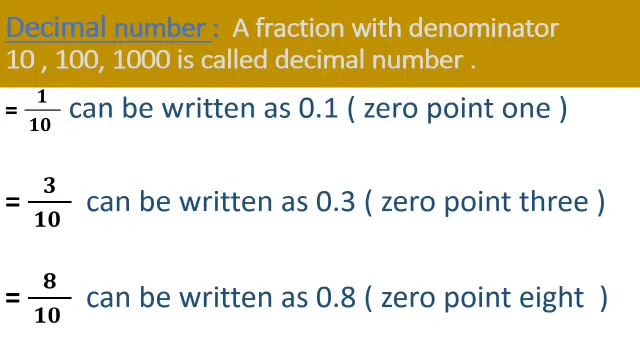 Decimal number : A fraction with denominator
10 , 100, 1000 is called decimal number .
= 1/10 can be written as 0.1 ( zero point one )
= 3/10 can be written as 0.3 ( zero point three )
= 8/10 can be written as 0.8 ( zero point eight )